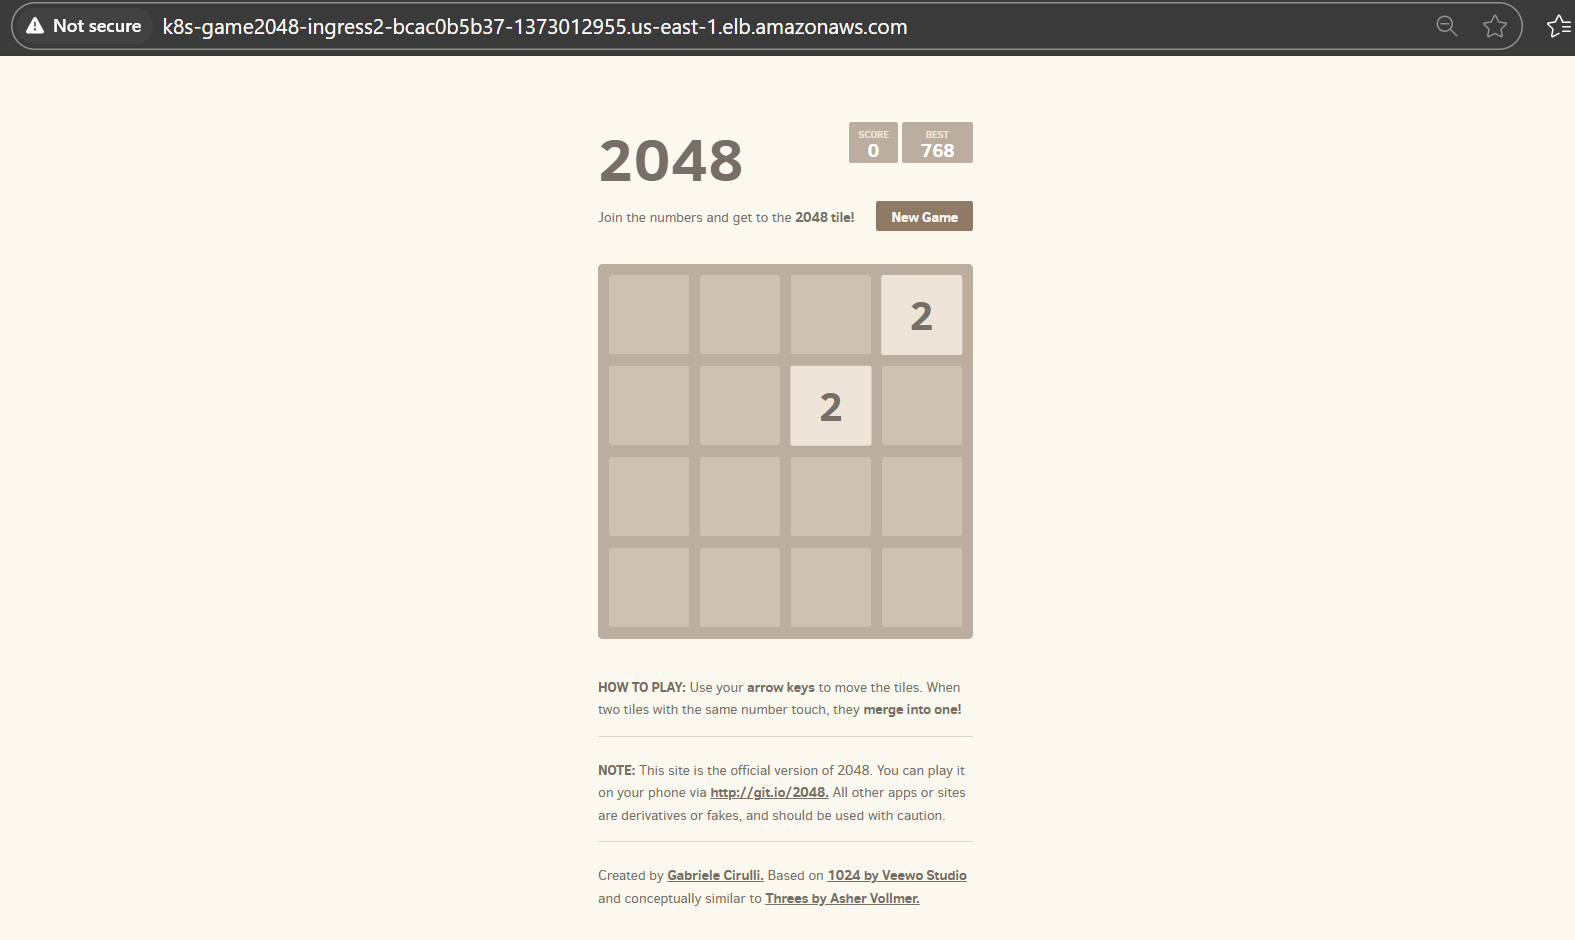 Not secure k8s-game2048-ingress2-bcac0b5b37-1373012955.us-east-1.elb.amazonaws.com
2048
SCORE
0
BEST
768
Join the numbers and get to the 2048 tile!
New Game
2
2
HOW TO PLAY: Use your arrow keys to move the tiles. When
two tiles with the same number touch, they merge into one!
NOTE: This site is the official version of 2048. You can play it
on your phone via http://git.io/2048. All other apps or sites
are derivatives or fakes, and should be used with caution.
Created by Gabriele Cirulli. Based on 1024 by Veewo Studio
and conceptually similar to Threes by Asher Vollmer.